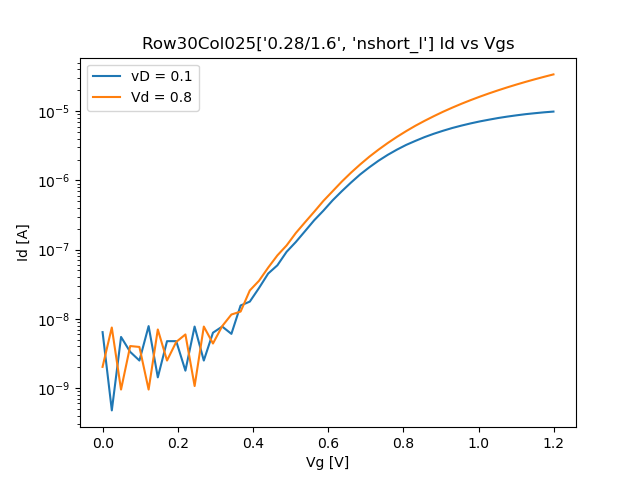 Row30Col025['0.28/1.6', 'nshort_l'] Id vs Vgs
vD = 0.1
Vd = 0.8
Id [A]
10⁻⁵
10⁻⁶
10⁻⁷
10⁻⁸
10⁻⁹
0.0 0.2 0.4 0.6 0.8 1.0 1.2
Vg [V]